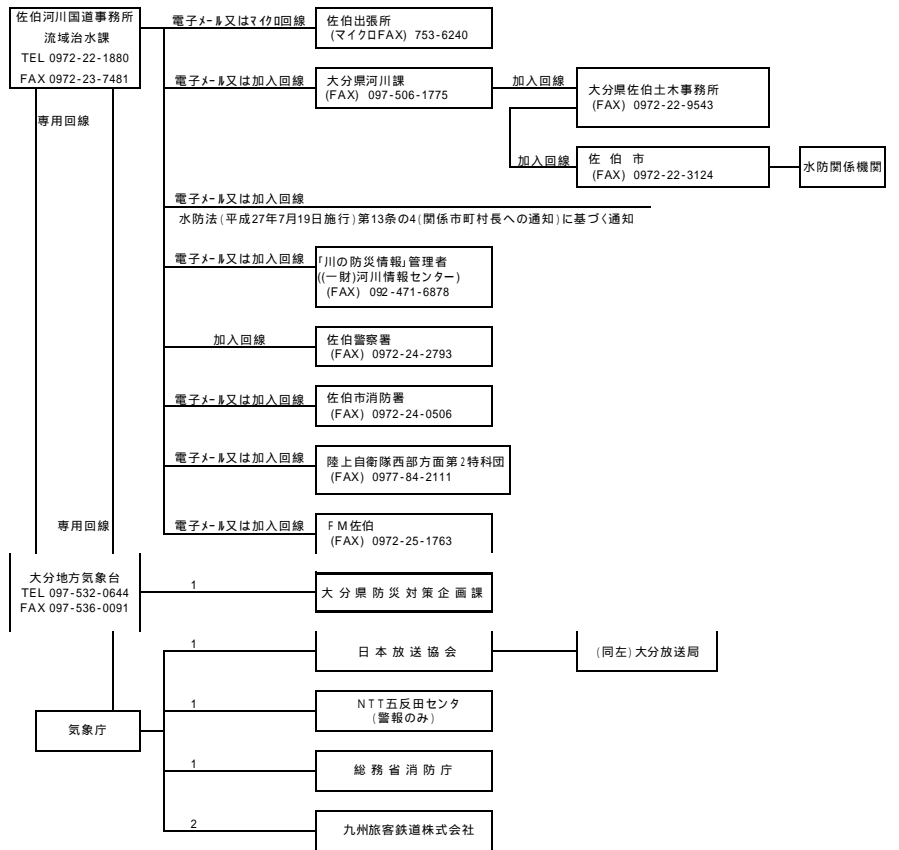 佐伯河川国道事務所
流域治水課
TEL 0972-22-1880
FAX 0972-23-7481
専用回線
専用回線
電子メール又はマイクロ回線
佐伯出張所
(マイクロFAX) 753-6240
電子メール又は加入回線
大分県河川課
(FAX) 097-506-1775
加入回線
大分県佐伯土木事務所
(FAX) 0972-22-9543
加入回線
佐 伯 市
(FAX) 0972-22-3124
水防関係機関
電子メール又は加入回線
水防法(平成27年7月19日施行)第13条の4(関係市町村長への通知)に基づく通知
電子メール又は加入回線
「川の防災情報」管理者
((一財)河川情報センター)
(FAX) 092-471-6878
加入回線
佐伯警察署
(FAX) 0972-24-2793
電子メール又は加入回線
佐伯市消防署
(FAX) 0972-24-0506
電子メール又は加入回線
陸上自衛隊西部方面第2特科団
(FAX) 0977-84-2111
電子メール又は加入回線
FM佐伯
(FAX) 0972-25-1763
大分地方気象台
TEL 097-532-0644
FAX 097-536-0091
1
大分県防災対策企画課
1
日本放送協会
(同左)大分放送局
気象庁
1
NTT五反田センタ
(警報のみ)
1
総務省消防庁
2
九州旅客鉄道株式会社